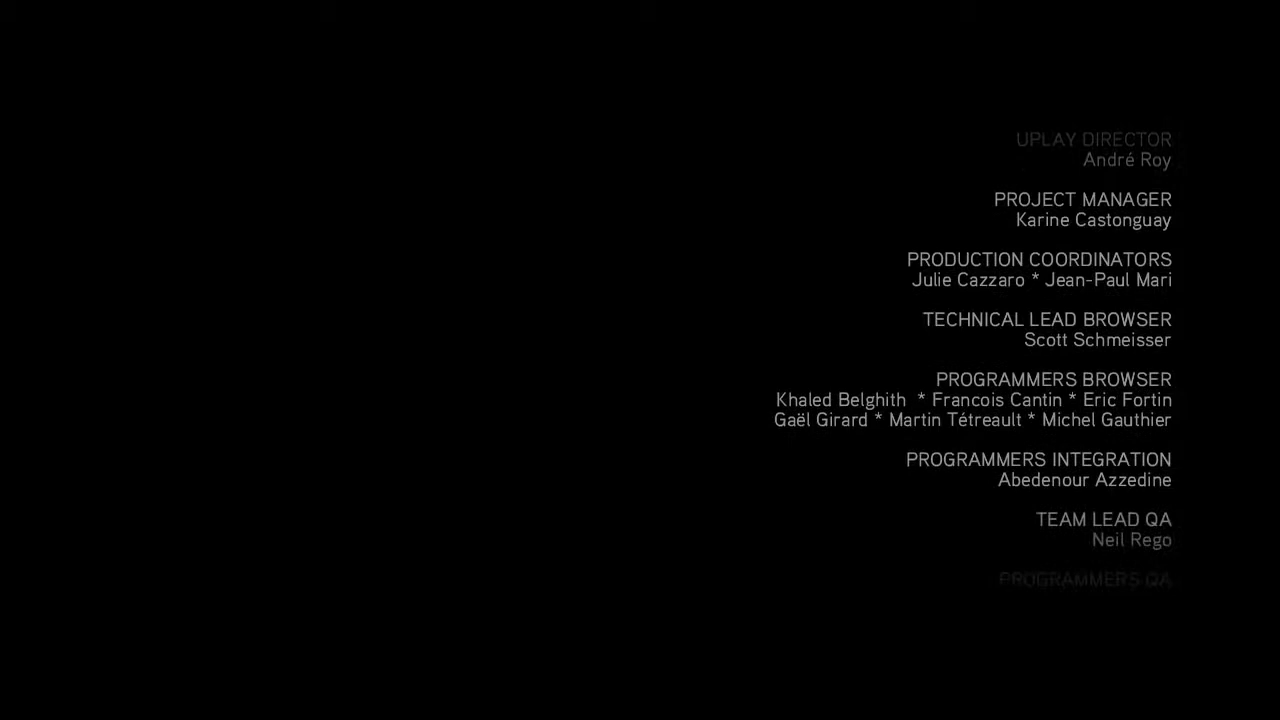 UPLAY DIRECTOR
André Roy
PROJECT MANAGER
Karine Castonguay
PRODUCTION COORDINATORS
Julie Cazzaro * Jean-Paul Mari
TECHNICAL LEAD BROWSER
Scott Schmeisser
PROGRAMMERS BROWSER
Khaled Belghith * Francois Cantin * Eric Fortin
Gaël Girard * Martin Tétreault * Michel Gauthier
PROGRAMMERS INTEGRATION
Abedenour Azzedine
TEAM LEAD QA
Neil Rego
PROGRAMMERS QA